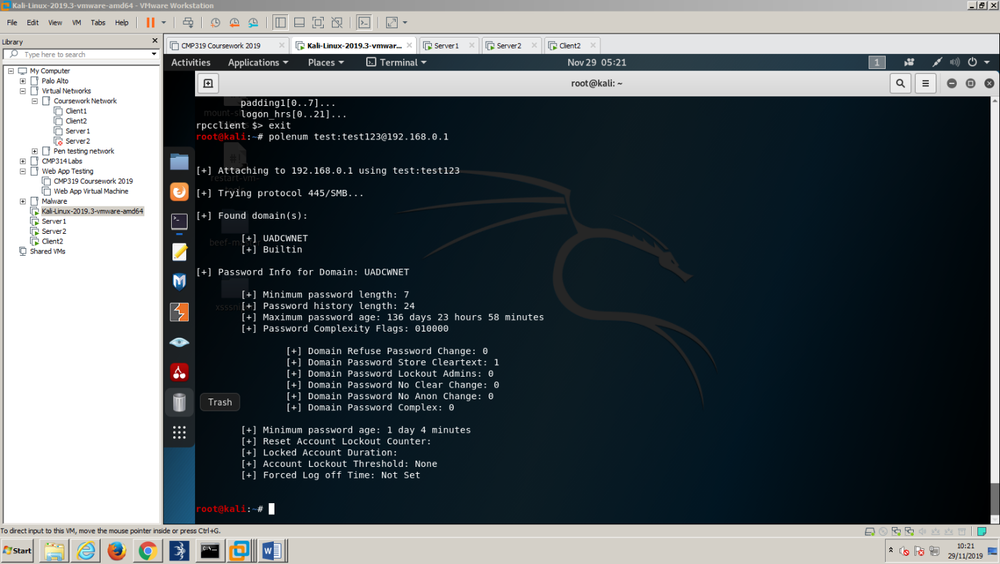 Kali-Linux-2019.3-vmware-amd64 - VMware Workstation
File Edit View VM Tabs Help
Library
Type here to search
My Computer
Palo Alto
Virtual Networks
Coursework Network
Client1
Client2
Server1
Server2
Pen testing network
CMP314 Labs
Web App Testing
CMP319 Coursework 2019
Web App Virtual Machine
Malware
Kali-Linux-2019.3-vmware-amd64
Server1
Server2
Client2
Shared VMs
CMP319 Coursework 2019
Kali-Linux-2019.3-vmwar...
Server1
Server2
Client2
Activities Applications Places Terminal Nov 29 05:21 1
root@kali: ~
padding1[0..7]...
logon_hrs[0..21]...
rpcclient $> exit
root@kali:~# polenum test:test123@192.168.0.1
[+] Attaching to 192.168.0.1 using test:test123
[+] Trying protocol 445/SMB...
[+] Found domain(s):
[+] UADCWNET
[+] Builtin
[+] Password Info for Domain: UADCWNET
[+] Minimum password length: 7
[+] Password history length: 24
[+] Maximum password age: 136 days 23 hours 58 minutes
[+] Password Complexity Flags: 010000
[+] Domain Refuse Password Change: 0
[+] Domain Password Store Cleartext: 1
[+] Domain Password Lockout Admins: 0
[+] Domain Password No Clear Change: 0
[+] Domain Password No Anon Change: 0
[+] Domain Password Complex: 0
[+] Minimum password age: 1 day 4 minutes
[+] Reset Account Lockout Counter:
[+] Locked Account Duration:
[+] Account Lockout Threshold: None
[+] Forced Log off Time: Not Set
root@kali:~#
Trash
To direct input to this VM, move the mouse pointer inside or press Ctrl+G.
Start
10:21
29/11/2019